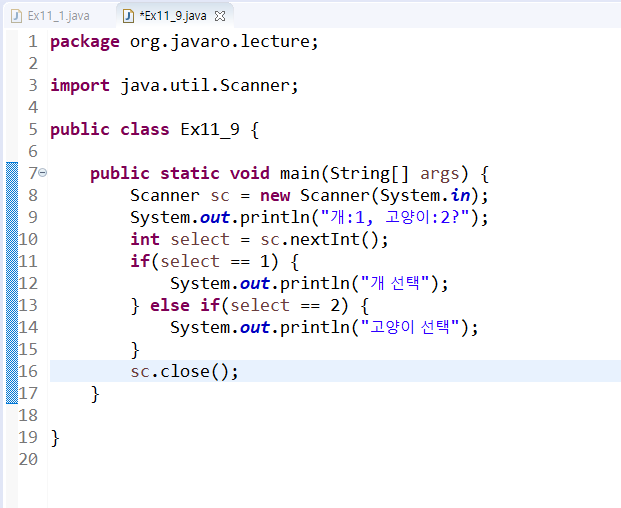 Ex11_1.java *Ex11_9.java
1 package org.javaro.lecture;
2
3 import java.util.Scanner;
4
5 public class Ex11_9 {
6
7 public static void main(String[] args) {
8 Scanner sc = new Scanner(System.in);
9 System.out.println("개:1, 고양이:2?");
10 int select = sc.nextInt();
11 if(select == 1) {
12 System.out.println("개 선택");
13 } else if(select == 2) {
14 System.out.println("고양이 선택");
15 }
16 sc.close();
17 }
18
19 }
20